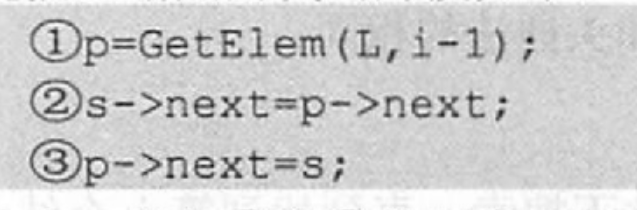 ①p=GetElem(L,i-1);
②s->next=p->next;
③p->next=s;